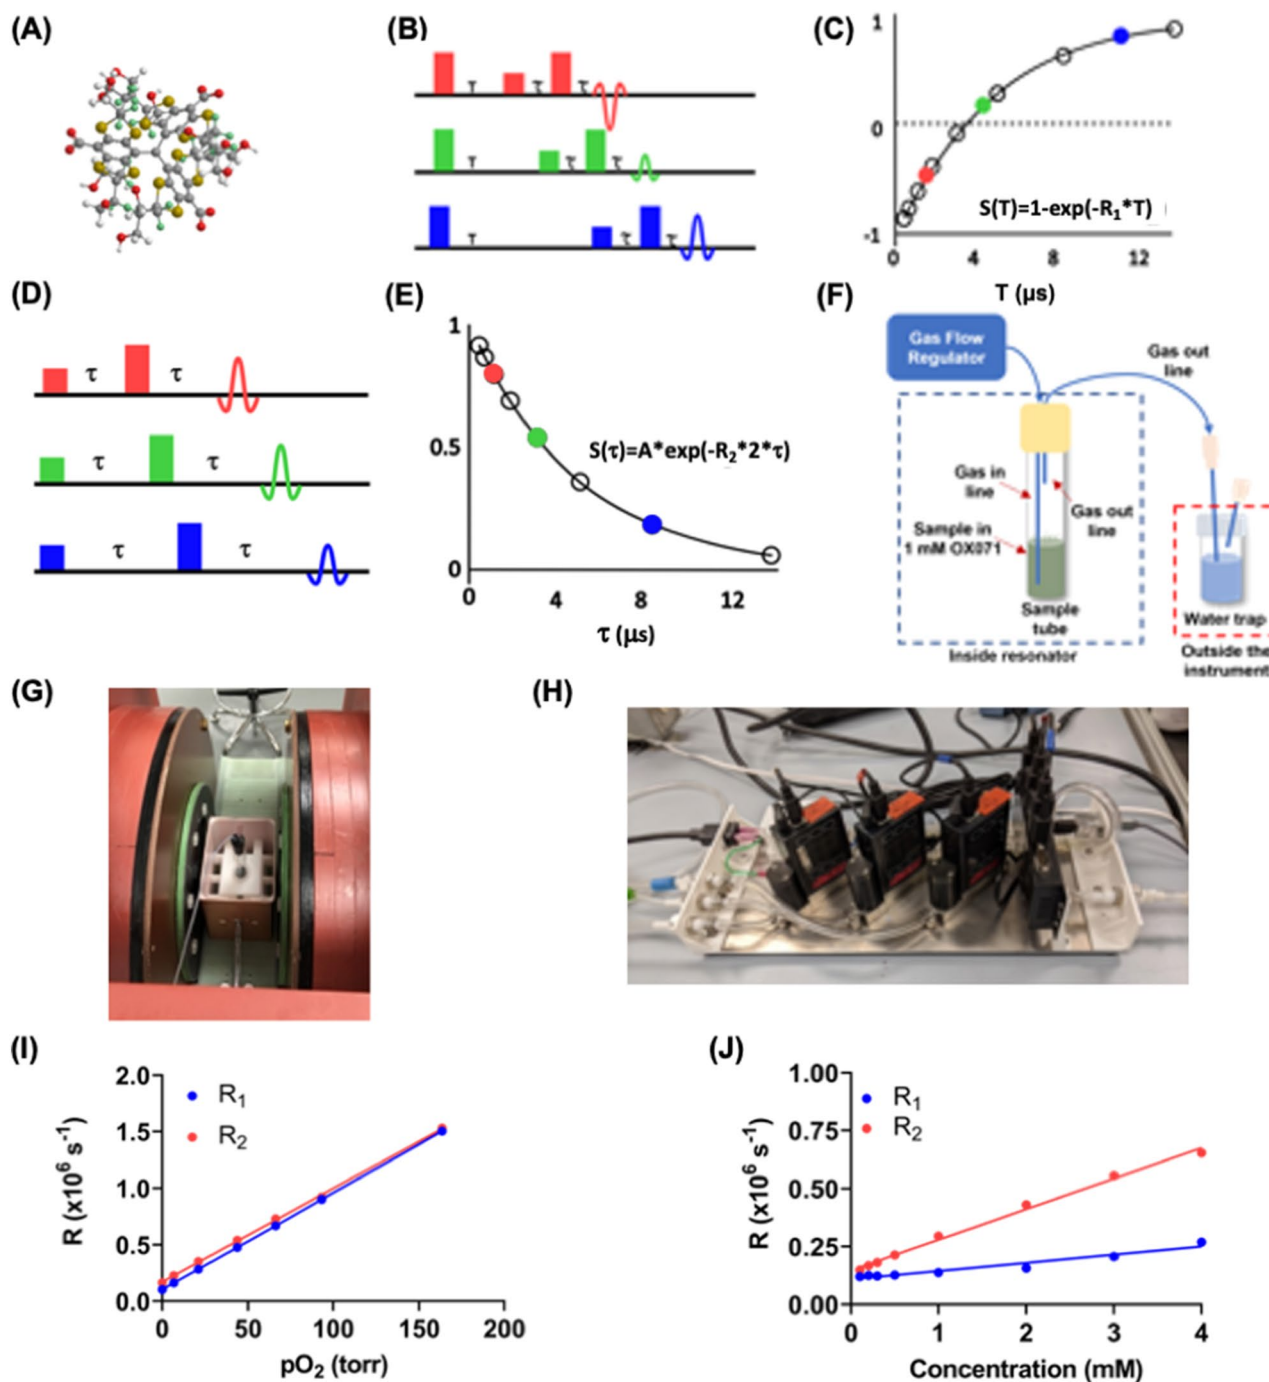 (A)
(B)
T τ τ
T τ τ
T τ τ
(C)
1
0
-1
0 4 8 12
S(T)=1-exp(-R₁*T)
T (μs)
(D)
τ τ
τ τ
τ τ
(E)
1
0.5
0
0 4 8 12
S(τ)=A*exp(-R₂*2*τ)
τ (μs)
(F)
Gas Flow
Regulator
Gas out
line
Gas in
line
Gas out
line
Sample in
1 mM OX071
Sample
tube
Inside resonator
Water trap
Outside the
instrument
(G)
(H)
(I)
R (x10⁶ s⁻¹)
2.0
1.5
1.0
0.5
0.0
R₁
R₂
0 50 100 150 200
pO₂ (torr)
(J)
R (x10⁶ s⁻¹)
1.00
0.75
0.50
0.25
0.00
R₁
R₂
0 1 2 3 4
Concentration (mM)